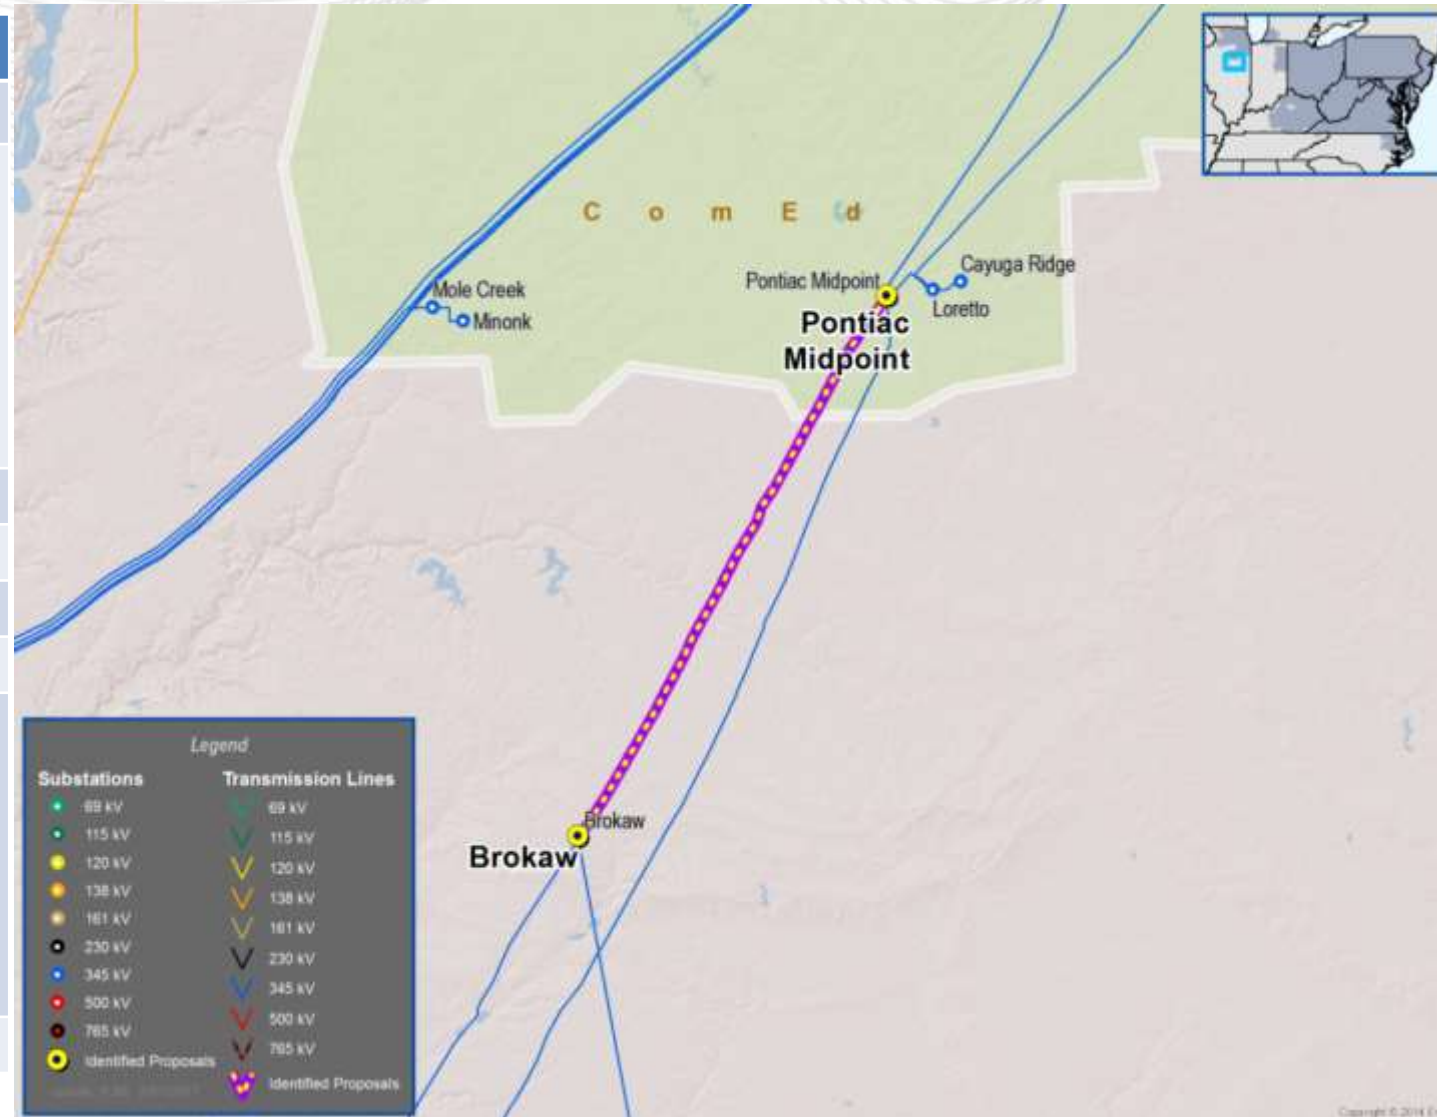 C o m E d
Mole Creek
Minonk
Pontiac Midpoint
Cayuga Ridge
Loretto
Pontiac
Midpoint
Brokaw
Brokaw
Legend
Substations
69 kV
115 kV
120 kV
138 kV
161 kV
230 kV
345 kV
500 kV
765 kV
Identified Proposals
Transmission Lines
69 kV
115 kV
120 kV
138 kV
161 kV
230 kV
345 kV
500 kV
765 kV
Identified Proposals
Copyright © 2014